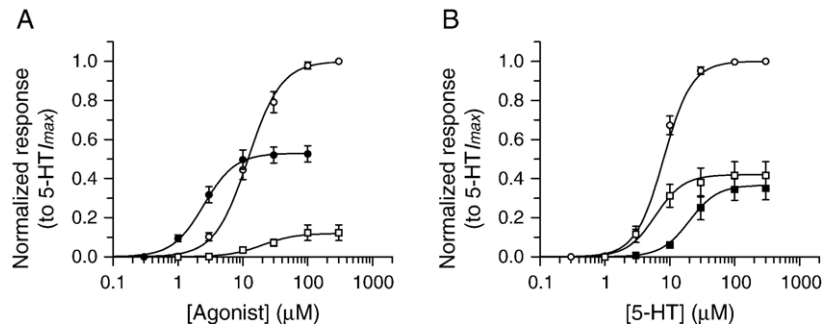 A
Normalized response
(to 5-HT Imax)
1.0
0.8
0.6
0.4
0.2
0.0
0.1 1 10 100 1000
[Agonist] (µM)
B
Normalized response
(to 5-HT Imax)
1.0
0.8
0.6
0.4
0.2
0.0
0.1 1 10 100 1000
[5-HT] (µM)